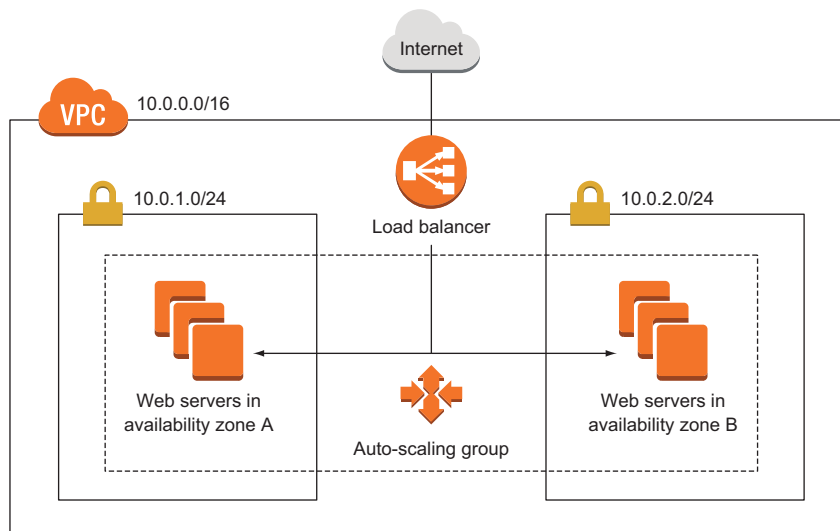 Internet
VPC
10.0.0.0/16
10.0.1.0/24
10.0.2.0/24
Load balancer
Web servers in
availability zone A
Web servers in
availability zone B
Auto-scaling group